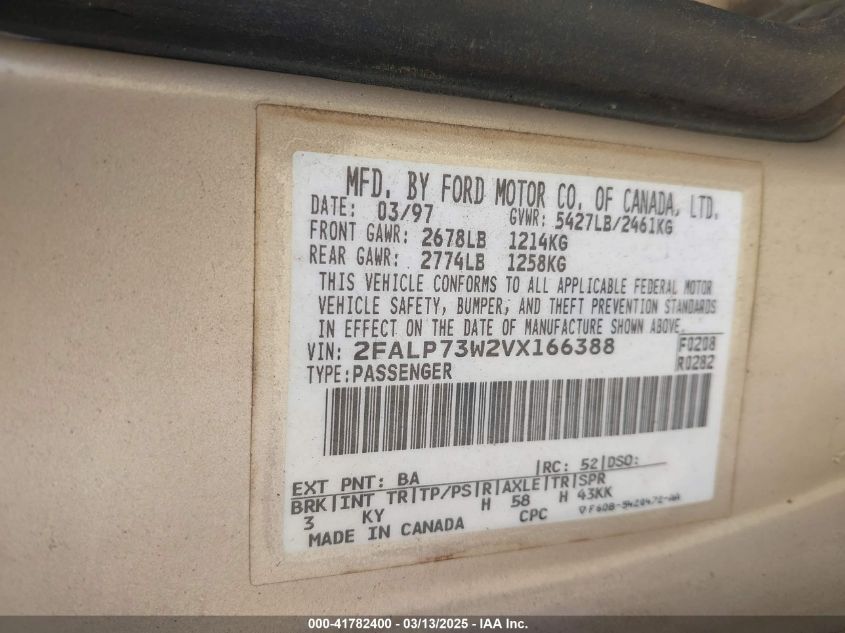 MFD. BY FORD MOTOR CO. OF CANADA, LTD.
DATE: 03/97 GVWR: 5427LB/2461KG
FRONT GAWR: 2678LB 1214KG
REAR GAWR: 2774LB 1258KG
THIS VEHICLE CONFORMS TO ALL APPLICABLE FEDERAL MOTOR
VEHICLE SAFETY, BUMPER, AND THEFT PREVENTION STANDARDS
IN EFFECT ON THE DATE OF MANUFACTURE SHOWN ABOVE.
VIN: 2FALP73W2VX166388 F0208
TYPE: PASSENGER R0282
EXT PNT: BA |RC: 52|DSO:
BRK|INT TR|TP/PS|R|AXLE|TR|SPR
3 KY H 58 H 43KK
MADE IN CANADA CPC
000-41782400 - 03/13/2025 - IAA Inc.